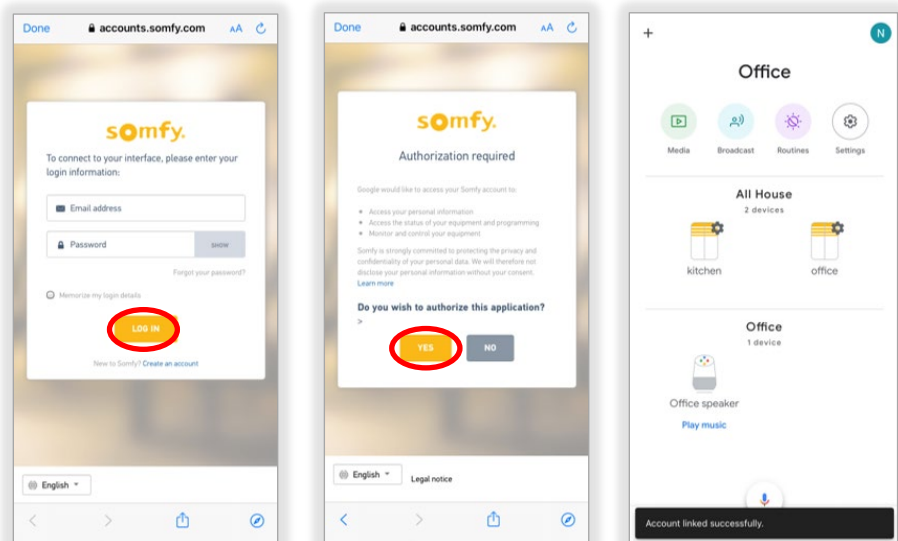 Done accounts.somfy.com AA
somfy.
To connect to your interface, please enter your
login information:
Email address
Password SHOW
Forgot your password?
Memorize my login details
LOG IN
New to Somfy? Create an account
English
Done accounts.somfy.com AA
somfy.
Authorization required
Google would like to access your Somfy account to:
Access your personal information
Access the status of your equipment and programming
Monitor and control your equipment
Somfy is strongly committed to protecting the privacy and
confidentiality of your personal data. We will therefore not
disclose your personal information without your consent.
Learn more
Do you wish to authorize this application?
>
YES NO
English Legal notice
+ N
Office
Media Broadcast Routines Settings
All House
2 devices
kitchen office
Office
1 device
Office speaker
Play music
Account linked successfully.